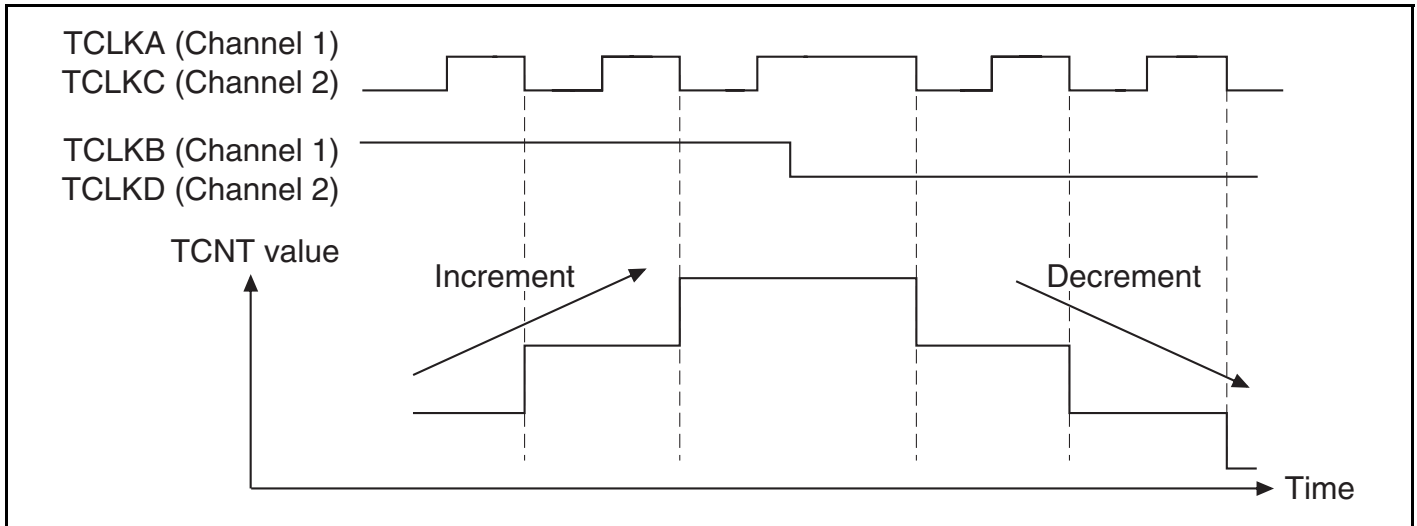 TCLKA (Channel 1)
TCLKC (Channel 2)
TCLKB (Channel 1)
TCLKD (Channel 2)
TCNT value
Increment
Decrement
Time